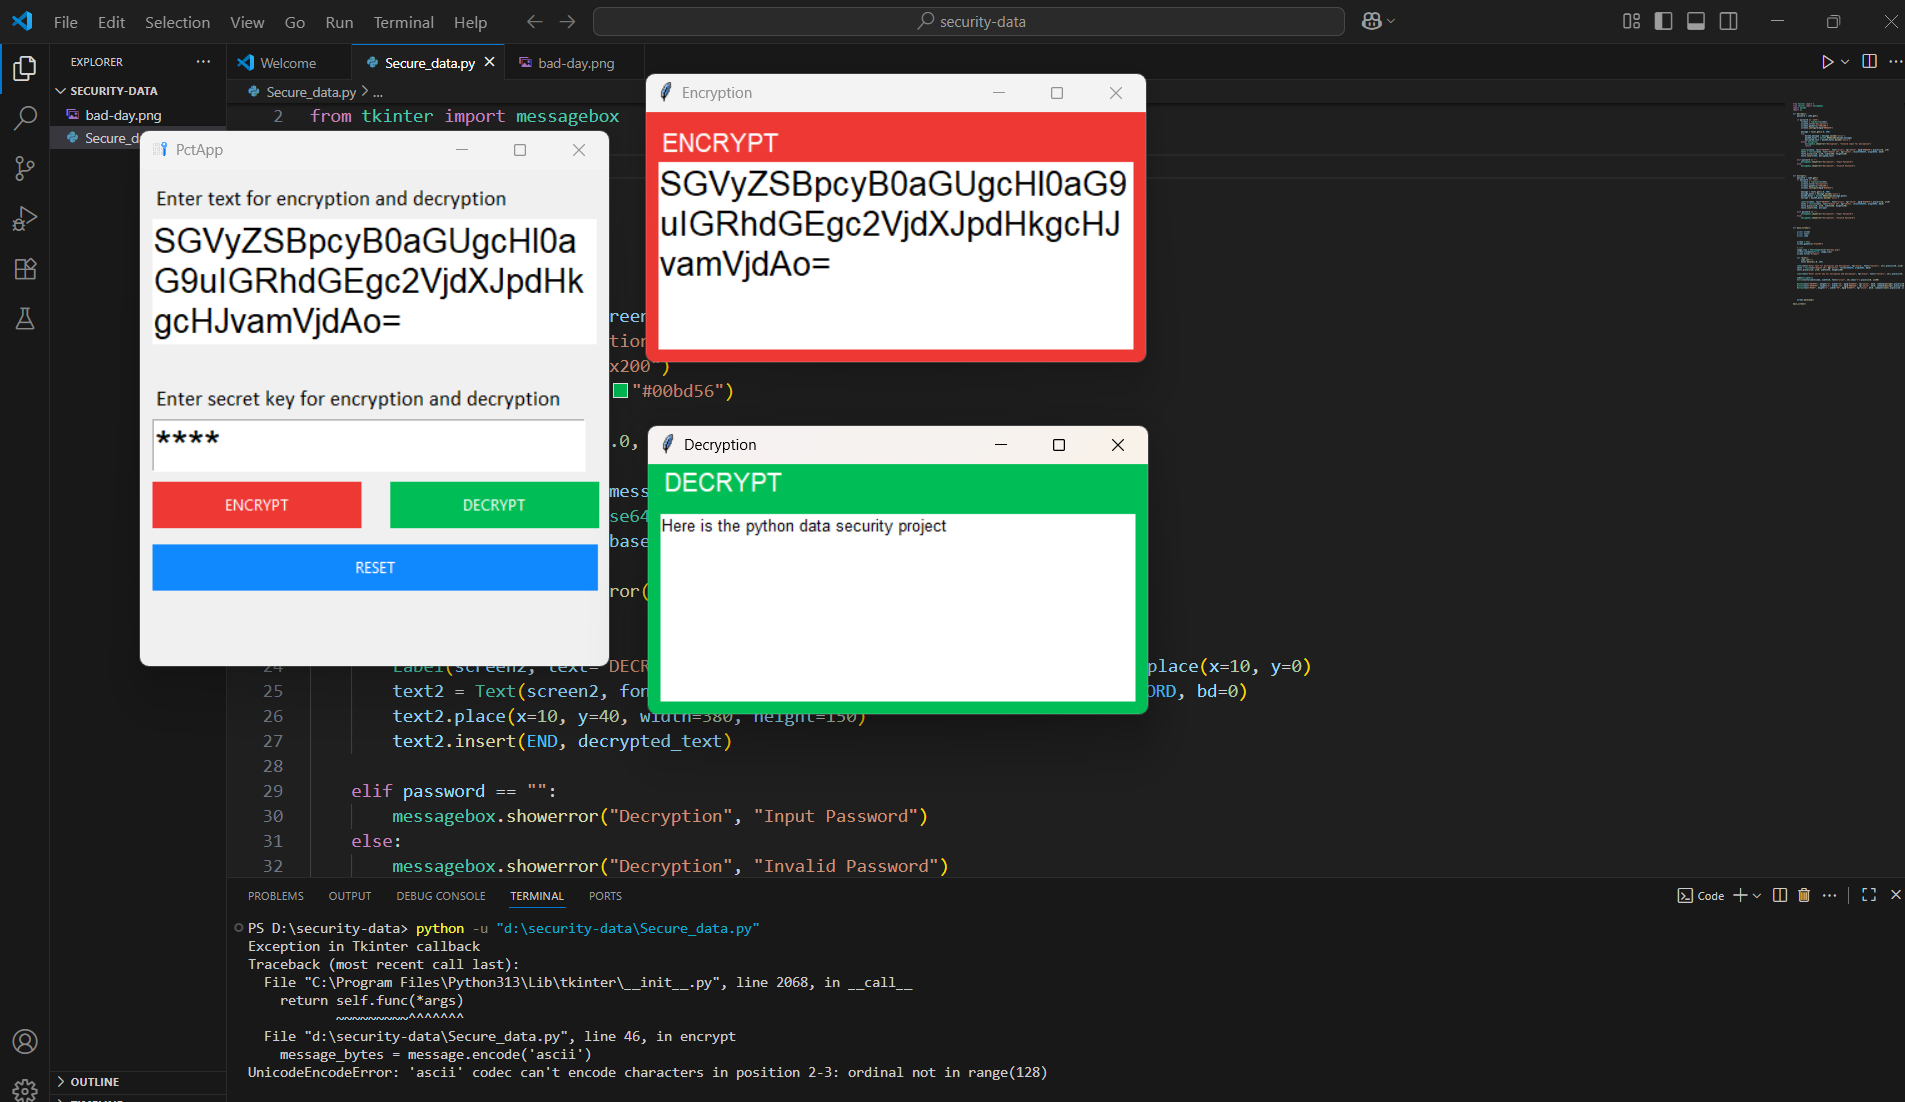 File Edit Selection View Go Run Terminal Help
security-data
EXPLORER
SECURITY-DATA
bad-day.png
Secure_d
OUTLINE
Welcome
Secure_data.py
bad-day.png
Secure_data.py > ...
2 from tkinter import messagebox
reen
tion
x200")
"#00bd56")
.0,
mess
se64
base
ror(
24 Label(screen2, text="DECR place(x=10, y=0)
25 text2 = Text(screen2, fon ORD, bd=0)
26 text2.place(x=10, y=40, width=380, height=150)
27 text2.insert(END, decrypted_text)
28
29 elif password == "":
30 messagebox.showerror("Decryption", "Input Password")
31 else:
32 messagebox.showerror("Decryption", "Invalid Password")
PctApp
Enter text for encryption and decryption
SGVyZSBpcyB0aGUgcHl0a
G9uIGRhdGEgc2VjdXJpdHk
gcHJvamVjdAo=
Enter secret key for encryption and decryption
****
ENCRYPT DECRYPT
RESET
Encryption
ENCRYPT
SGVyZSBpcyB0aGUgcHl0aG9
uIGRhdGEgc2VjdXJpdHkgcHJ
vamVjdAo=
Decryption
DECRYPT
Here is the python data security project
PROBLEMS OUTPUT DEBUG CONSOLE TERMINAL PORTS
Code
PS D:\security-data> python -u "d:\security-data\Secure_data.py"
Exception in Tkinter callback
Traceback (most recent call last):
File "C:\Program Files\Python313\Lib\tkinter\__init__.py", line 2068, in __call__
return self.func(*args)
~~~~~~~~~^^^^^^^
File "d:\security-data\Secure_data.py", line 46, in encrypt
message_bytes = message.encode('ascii')
UnicodeEncodeError: 'ascii' codec can't encode characters in position 2-3: ordinal not in range(128)